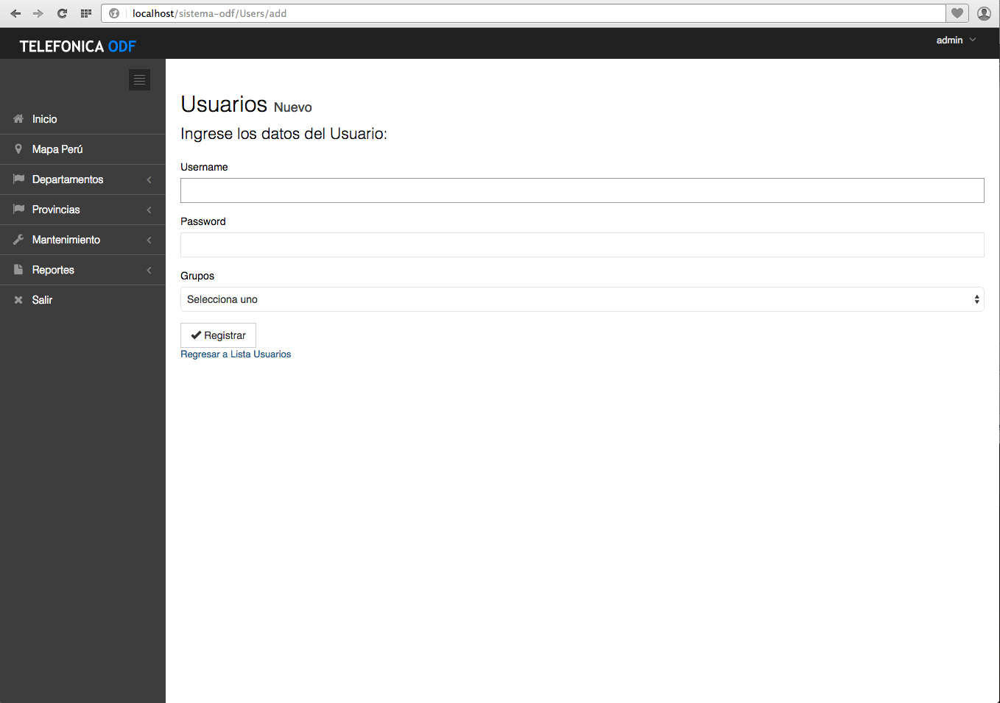 localhost/sistema-odf/Users/add
TELEFONICA ODF
admin
Inicio
Mapa Perú
Departamentos
Provincias
Mantenimiento
Reportes
Salir
Usuarios Nuevo
Ingrese los datos del Usuario:
Username
Password
Grupos
Selecciona uno
Registrar
Regresar a Lista Usuarios